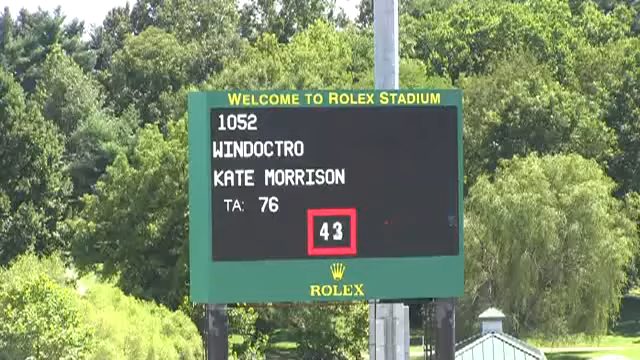 WELCOME TO ROLEX STADIUM
1052
WINDOCTRO
KATE MORRISON
TA: 76
43
ROLEX